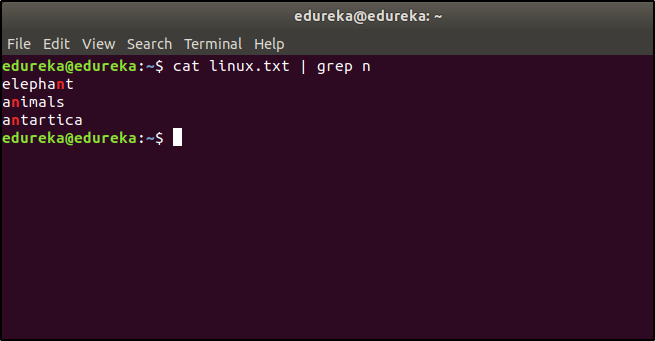 edureka@edureka: ~
File Edit View Search Terminal Help
edureka@edureka:~$ cat linux.txt | grep n
elephant
animals
antartica
edureka@edureka:~$